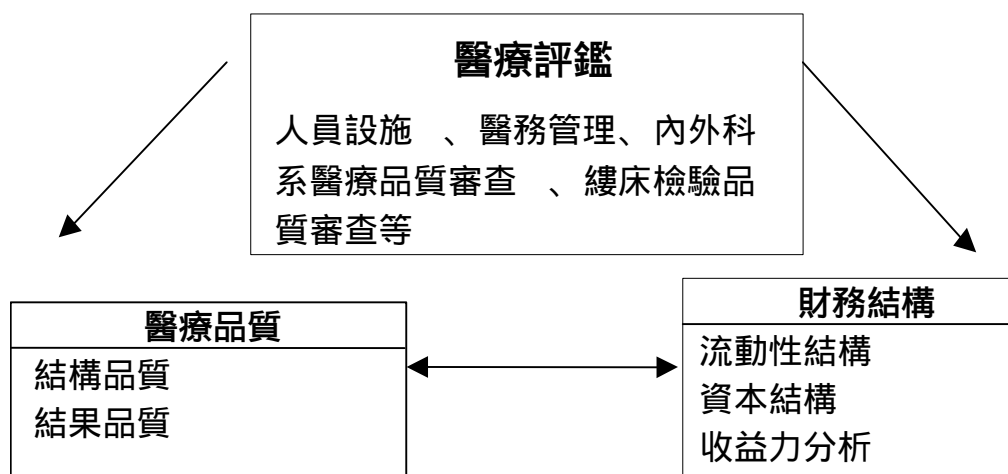 醫療評鑑
人員設施 、醫務管理、內外科
系醫療品質審查 、縷床檢驗品
質審查等
醫療品質
結構品質
結果品質
財務結構
流動性結構
資本結構
收益力分析